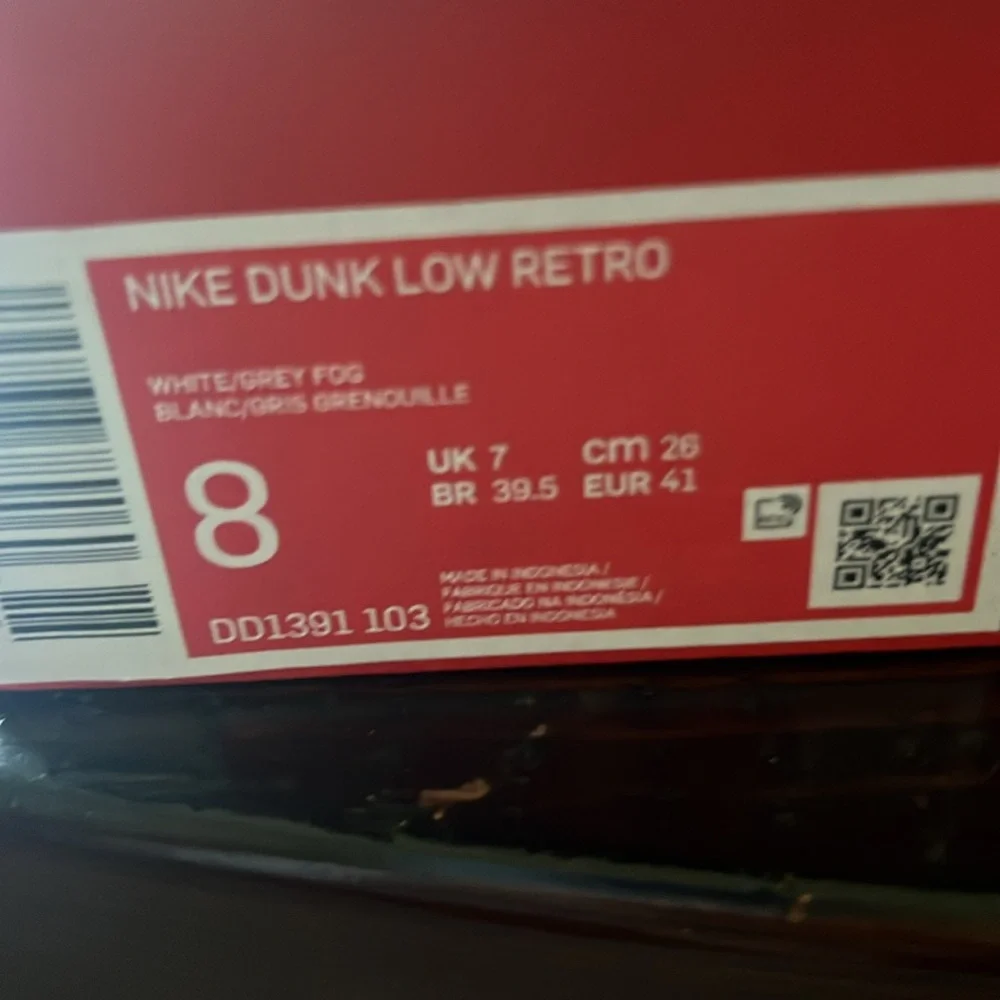 NIKE DUNK LOW RETRO
WHITE/GREY FOG
BLANC/GRIS GRENOUILLE
8
UK 7 cm 26
BR 39.5 EUR 41
DD1391 103
MADE IN INDONESIA /
FABRIQUE EN INDONESIE /
FABRICADO NA INDONÉSIA /
HECHO EN INDONESIA